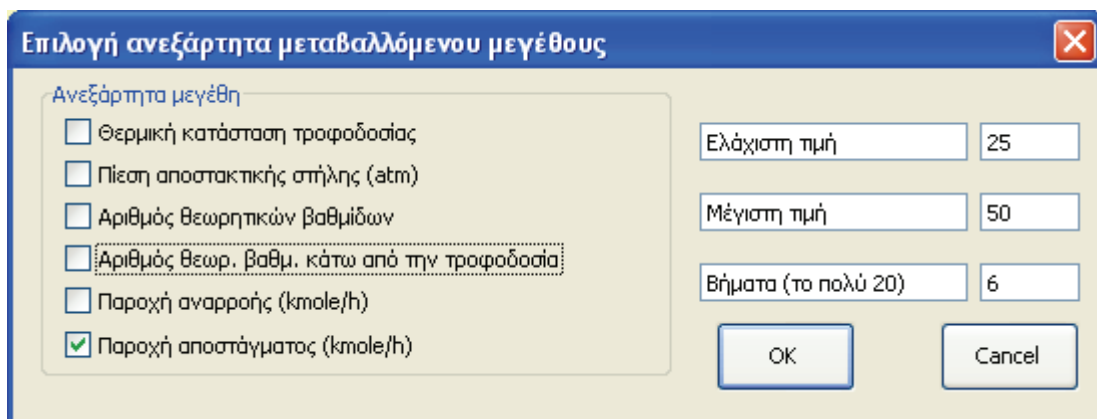 Επιλογή ανεξάρτητα μεταβαλλόμενου μεγέθους
Ανεξάρτητα μεγέθη
Θερμική κατάσταση τροφοδοσίας
Πίεση αποστακτικής στήλης (atm)
Αριθμός θεωρητικών βαθμίδων
Αριθμός θεωρ. βαθμ. κάτω από την τροφοδοσία
Παροχή αναρροής (kmole/h)
Παροχή αποστάγματος (kmole/h)
Ελάχιστη τιμή 25
Μέγιστη τιμή 50
Βήματα (το πολύ 20) 6
OK Cancel